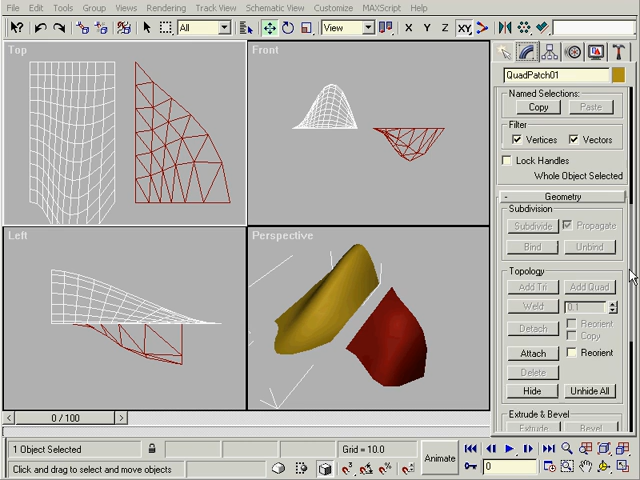 File Edit Tools Group Views Rendering Track View Schematic View Customize MAXScript Help
All View X Y Z XY
Top
Front
Left
Perspective
QuadPatch01
Named Selections:
Copy Paste
Filter
Vertices Vectors
Lock Handles
Whole Object Selected
- Geometry
Subdivision
Subdivide Propagate
Bind Unbind
Topology
Add Tri Add Quad
Weld 0.1
Detach Reorient
Copy
Attach Reorient
Delete
Hide Unhide All
Extrude & Bevel
Extrude Bevel
< 0 / 100 >
1 Object Selected Grid = 10.0
Animate
Click and drag to select and move objects
0